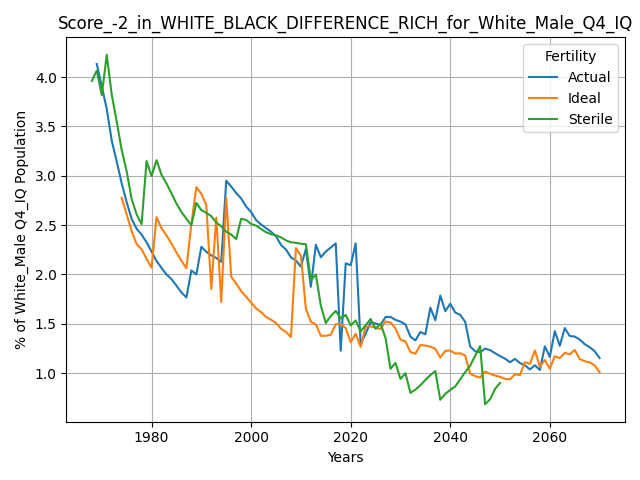 Score_-2_in_WHITE_BLACK_DIFFERENCE_RICH_for_White_Male_Q4_IQ
Fertility
Actual
Ideal
Sterile
% of White_Male Q4_IQ Population
4.0
3.5
3.0
2.5
2.0
1.5
1.0
1980
2000
2020
2040
2060
Years